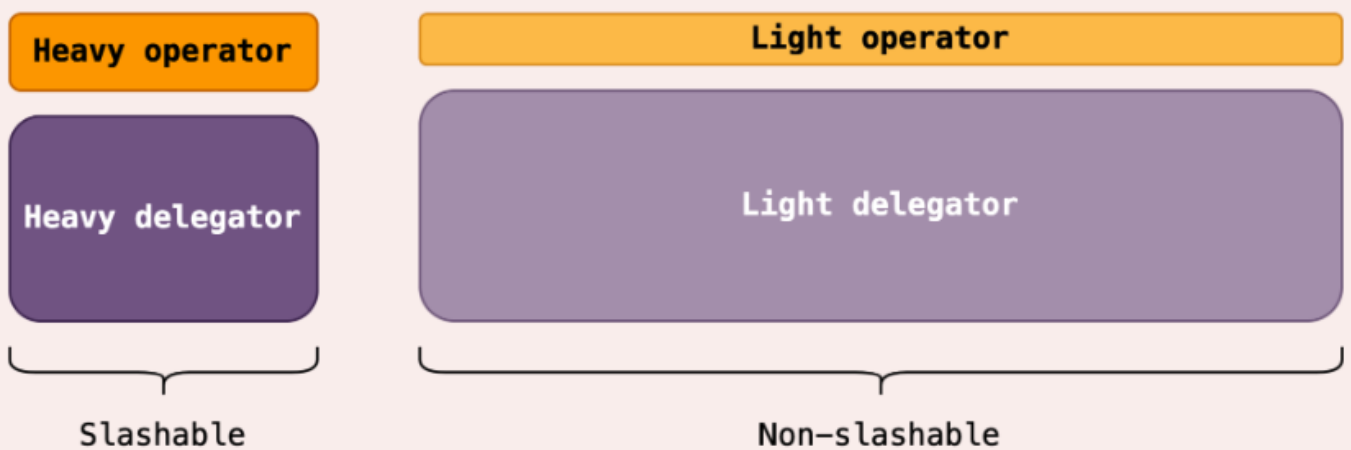 Heavy operator
Light operator
Heavy delegator
Light delegator
Slashable
Non-slashable